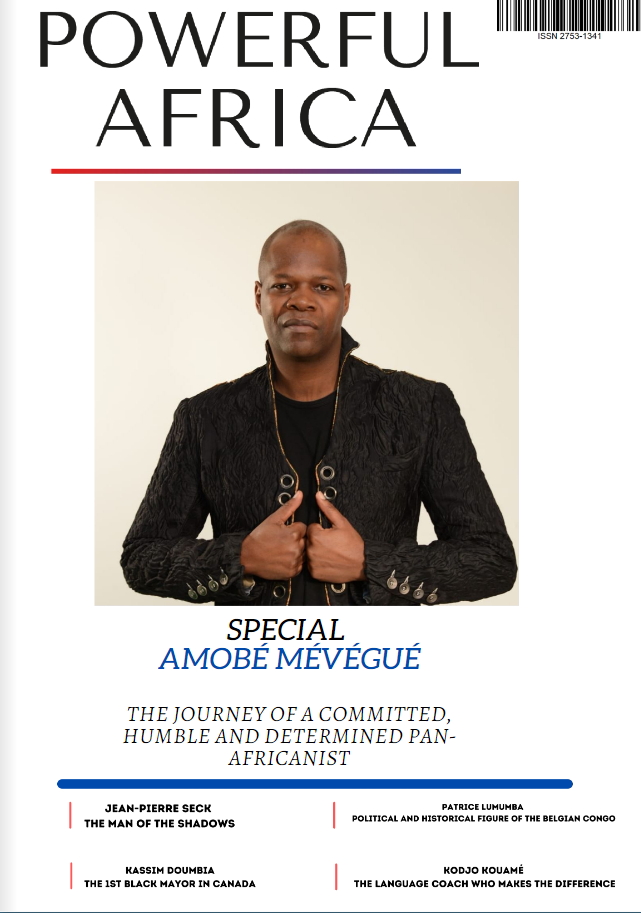 ISSN 2753-1341
POWERFUL
AFRICA
SPECIAL
AMOBÉ MÉVÉGUÉ
THE JOURNEY OF A COMMITTED,
HUMBLE AND DETERMINED PAN-
AFRICANIST
JEAN-PIERRE SECK
THE MAN OF THE SHADOWS
PATRICE LUMUMBA
POLITICAL AND HISTORICAL FIGURE OF THE BELGIAN CONGO
KASSIM DOUMBIA
THE 1ST BLACK MAYOR IN CANADA
KODJO KOUAMÉ
THE LANGUAGE COACH WHO MAKES THE DIFFERENCE